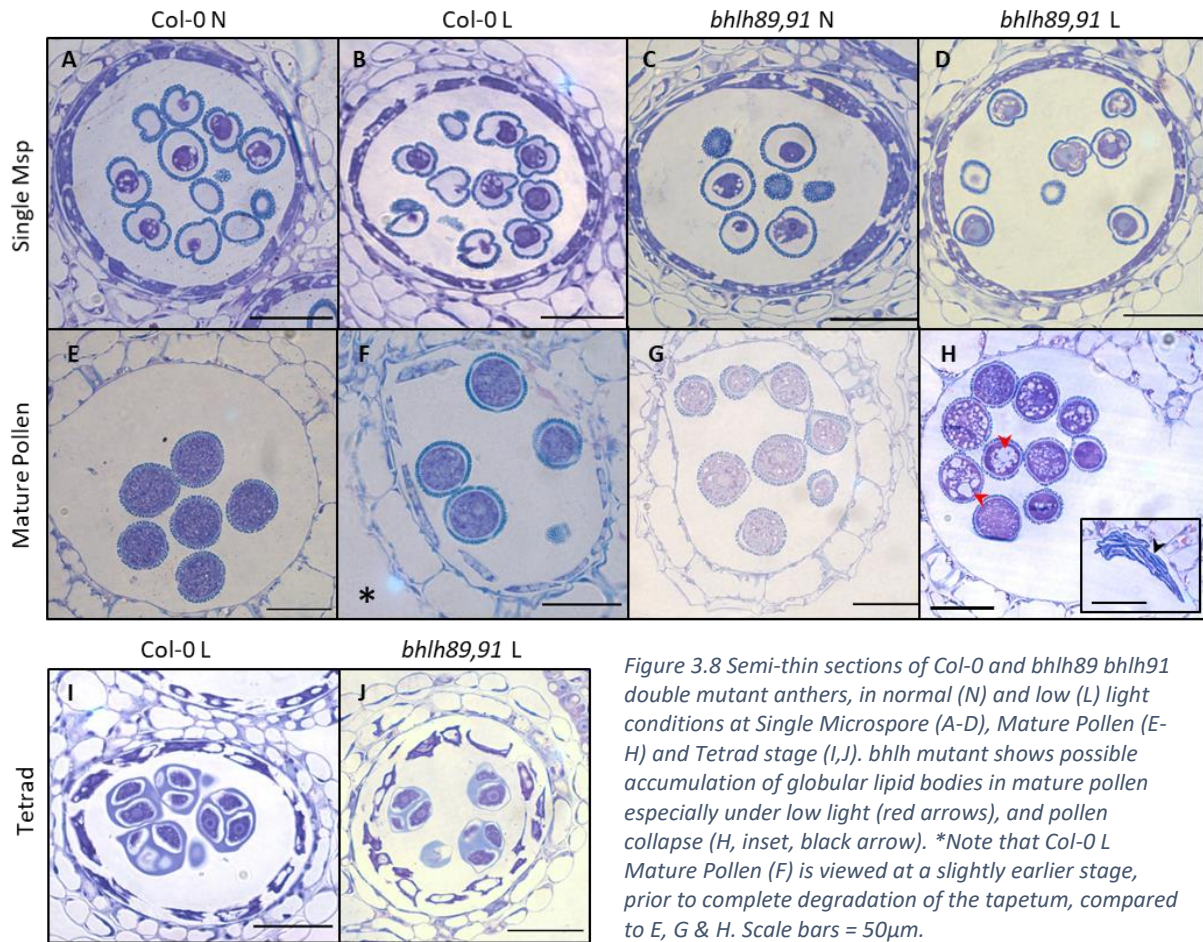 Col-0 N Col-0 L bhlh89,91 N bhlh89,91 L
Single Msp
A B C D
Mature Pollen
E F G H
*
Col-0 L bhlh89,91 L
Tetrad
I J
Figure 3.8 Semi-thin sections of Col-0 and bhlh89 bhlh91
double mutant anthers, in normal (N) and low (L) light
conditions at Single Microspore (A-D), Mature Pollen (E-
H) and Tetrad stage (I,J). bhlh mutant shows possible
accumulation of globular lipid bodies in mature pollen
especially under low light (red arrows), and pollen
collapse (H, inset, black arrow). *Note that Col-0 L
Mature Pollen (F) is viewed at a slightly earlier stage,
prior to complete degradation of the tapetum, compared
to E, G & H. Scale bars = 50µm.